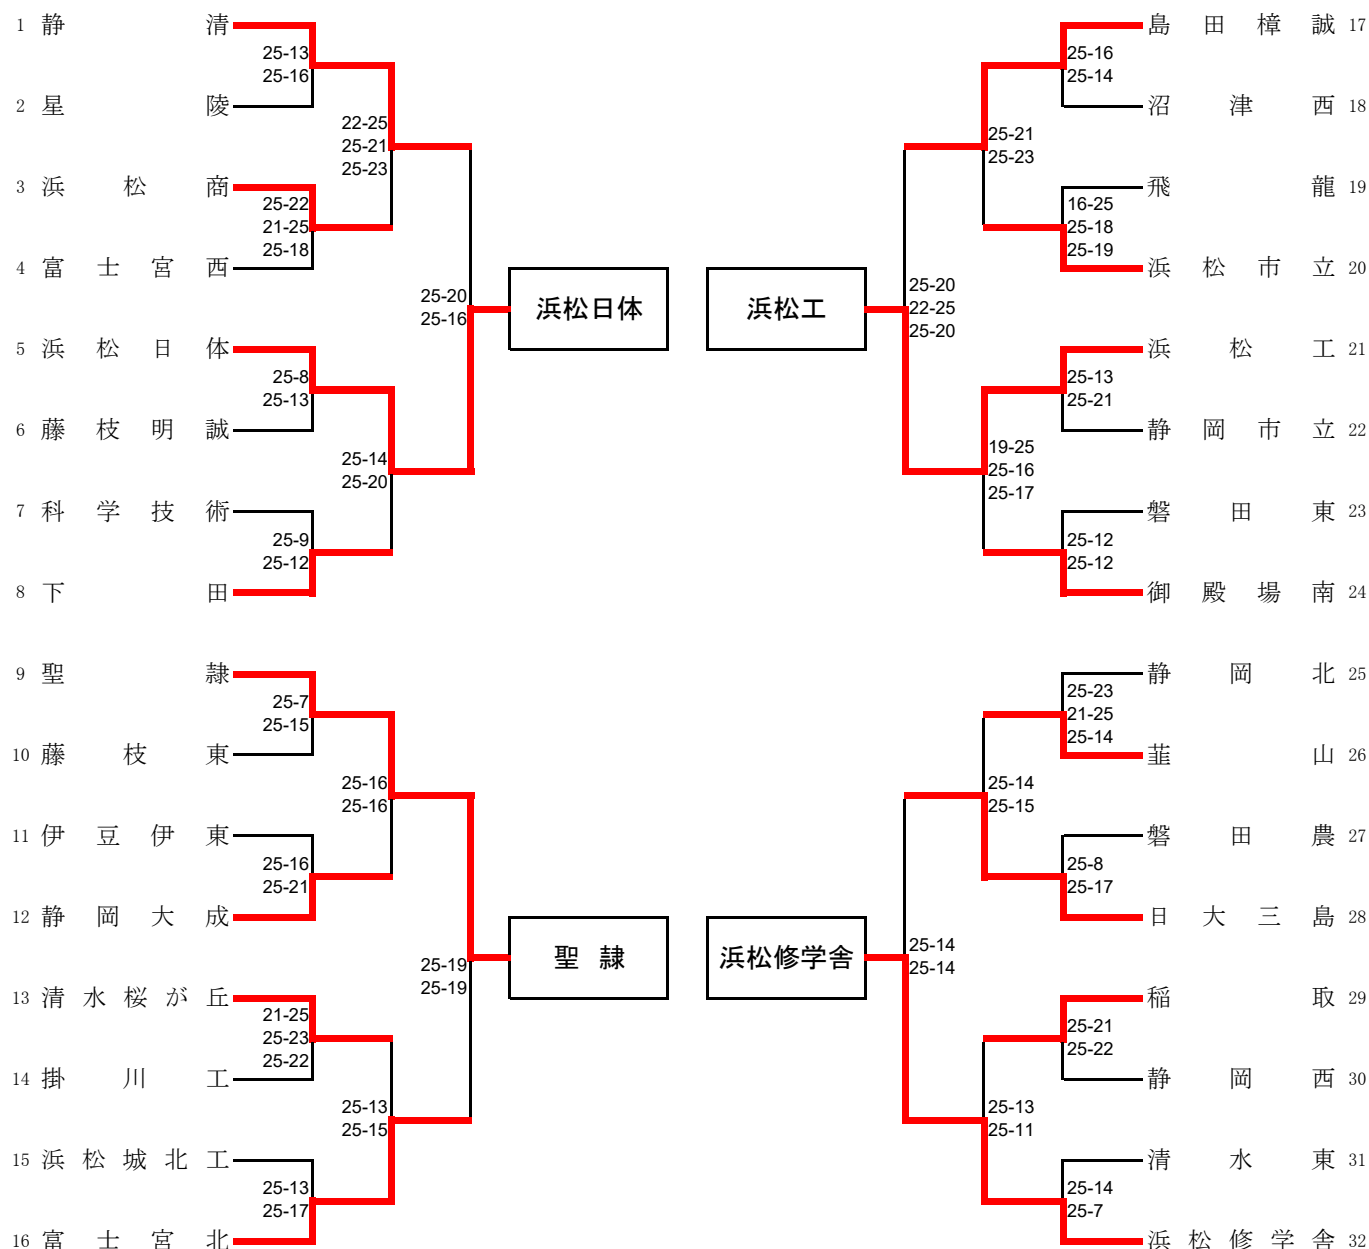 1 静清
25-13
25-16
2 星陵
22-25
25-21
25-23
3 浜松商
25-22
21-25
25-18
4 富士宮西
25-20
25-16
浜松日体
5 浜松日体
25-8
25-13
6 藤枝明誠
25-14
25-20
7 科学技術
25-9
25-12
8 下田
9 聖隷
25-7
25-15
10 藤枝東
25-16
25-16
11 伊豆伊東
25-16
25-21
12 静岡大成
25-19
25-19
聖隷
13 清水桜が丘
21-25
25-23
25-22
14 掛川工
25-13
25-15
15 浜松城北工
25-13
25-17
16 富士宮北
島田樟誠 17
25-16
25-14
沼津西 18
25-21
25-23
飛龍 19
16-25
25-18
25-19
浜松市立 20
浜松工
25-20
22-25
25-20
浜松工 21
25-13
25-21
静岡市立 22
19-25
25-16
25-17
磐田東 23
25-12
25-12
御殿場南 24
静岡北 25
25-23
21-25
25-14
韮山 26
25-14
25-15
磐田農 27
25-8
25-17
日大三島 28
浜松修学舎
25-14
25-14
稲取 29
25-21
25-22
静岡西 30
25-13
25-11
清水東 31
25-14
25-7
浜松修学舎 32